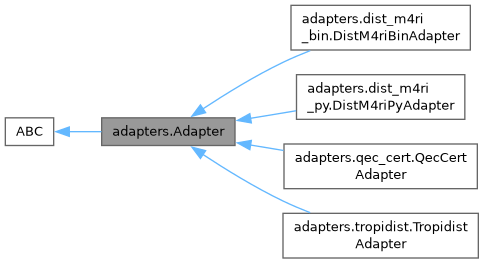 adapters.dist_m4ri
_bin.DistM4riBinAdapter
adapters.dist_m4ri
_py.DistM4riPyAdapter
ABC
adapters.Adapter
adapters.qec_cert.QecCert
Adapter
adapters.tropidist.Tropidist
Adapter